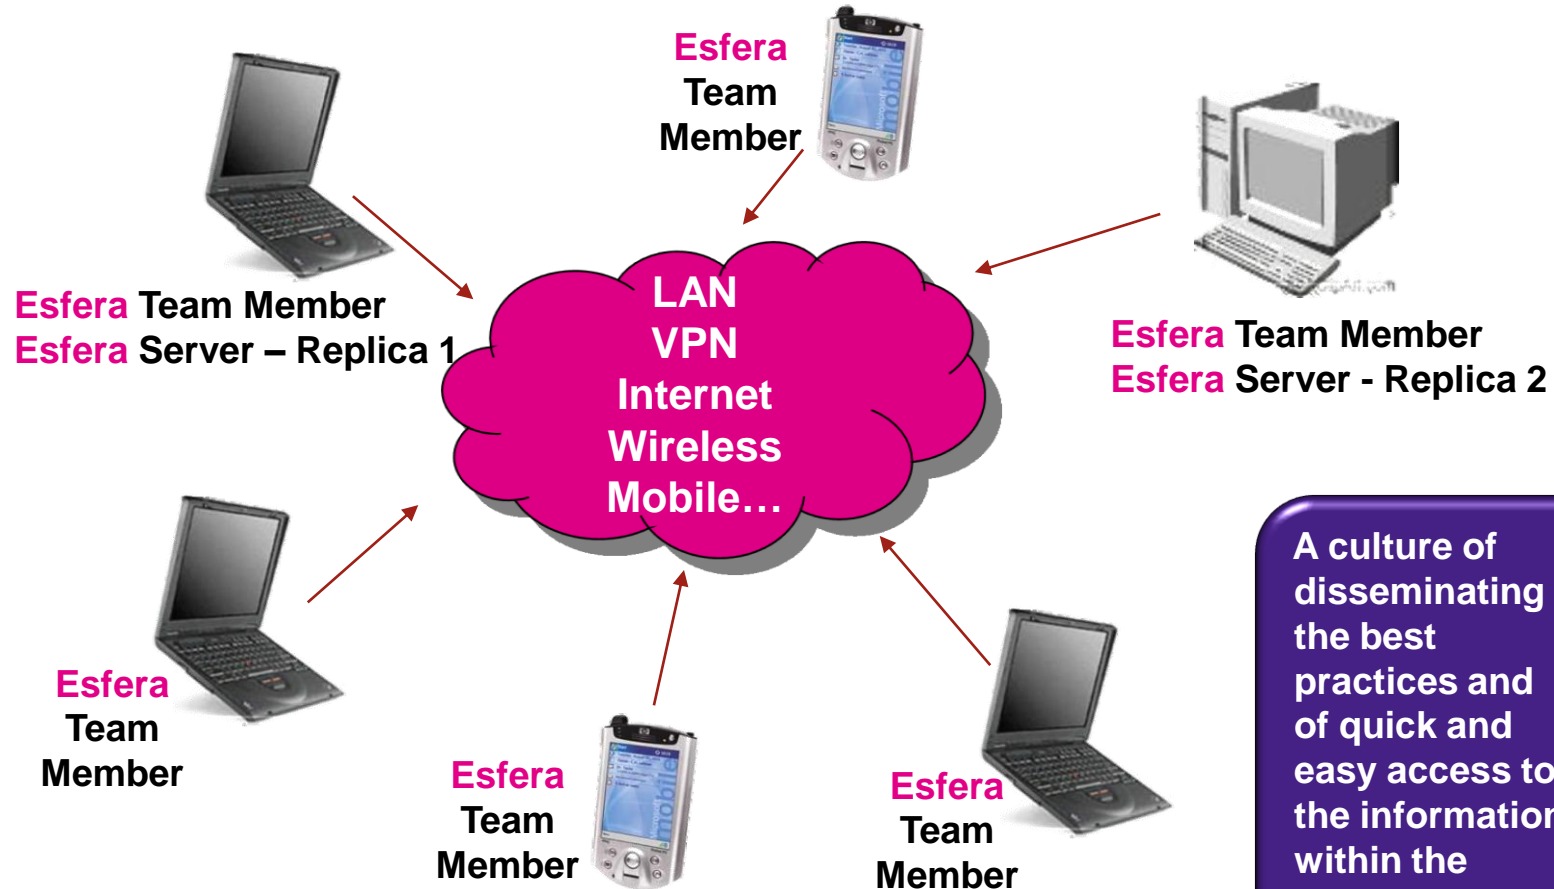 Esfera
Team
Member
Esfera Team Member
Esfera Server – Replica 1
LAN
VPN
Internet
Wireless
Mobile…
Esfera Team Member
Esfera Server - Replica 2
Esfera
Team
Member
Esfera
Team
Member
Esfera
Team
Member
A culture of
disseminating
the best
practices and
of quick and
easy access to
the information
within the